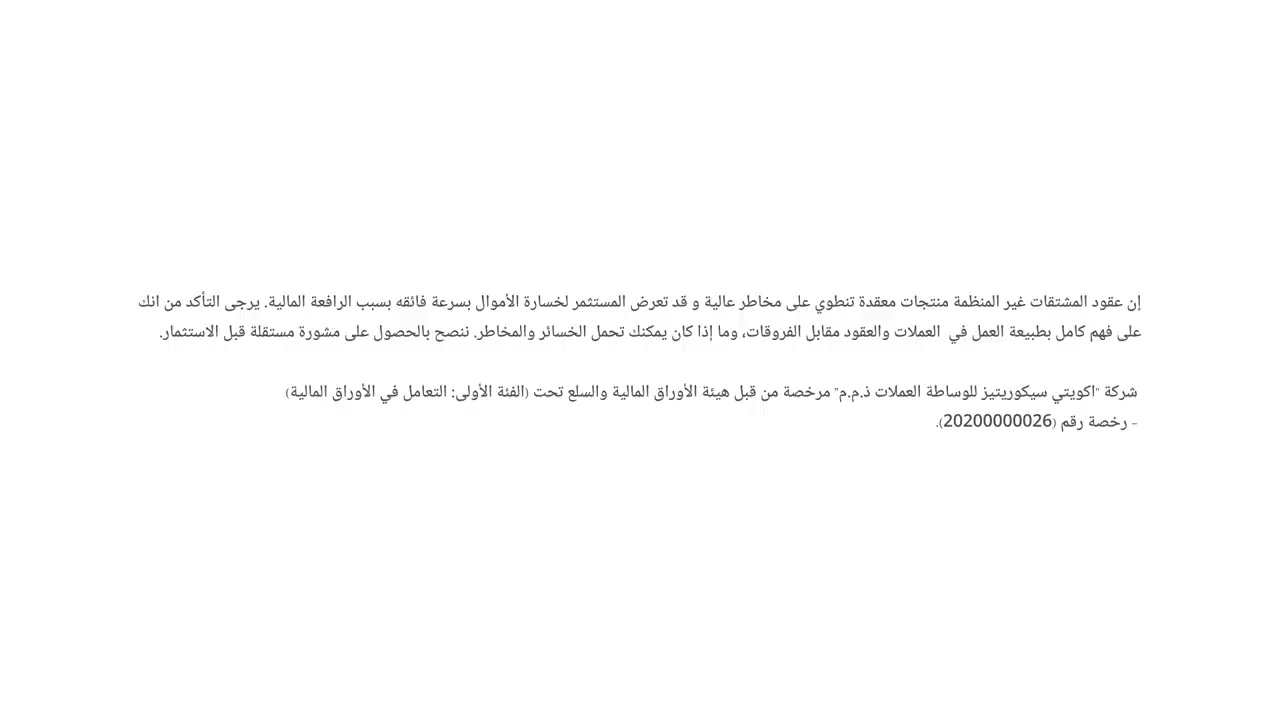 إن عقود المشتقات غير المنظمة منتجات معقدة تنطوي على مخاطر عالية و قد تعرض المستثمر لخسارة الأموال بسرعة فائقه بسبب الرافعة المالية. يرجى التأكد من انك
على فهم كامل بطبيعة العمل في العملات والعقود مقابل الفروقات، وما إذا كان يمكنك تحمل الخسائر والمخاطر. ننصح بالحصول على مشورة مستقلة قبل الاستثمار.
شركة "اكويتي سيكوريتيز للوساطة العملات ذ.م.م" مرخصة من قبل هيئة الأوراق المالية والسلع تحت (الفئة الأولى: التعامل في الأوراق المالية)
- رخصة رقم (20200000026).